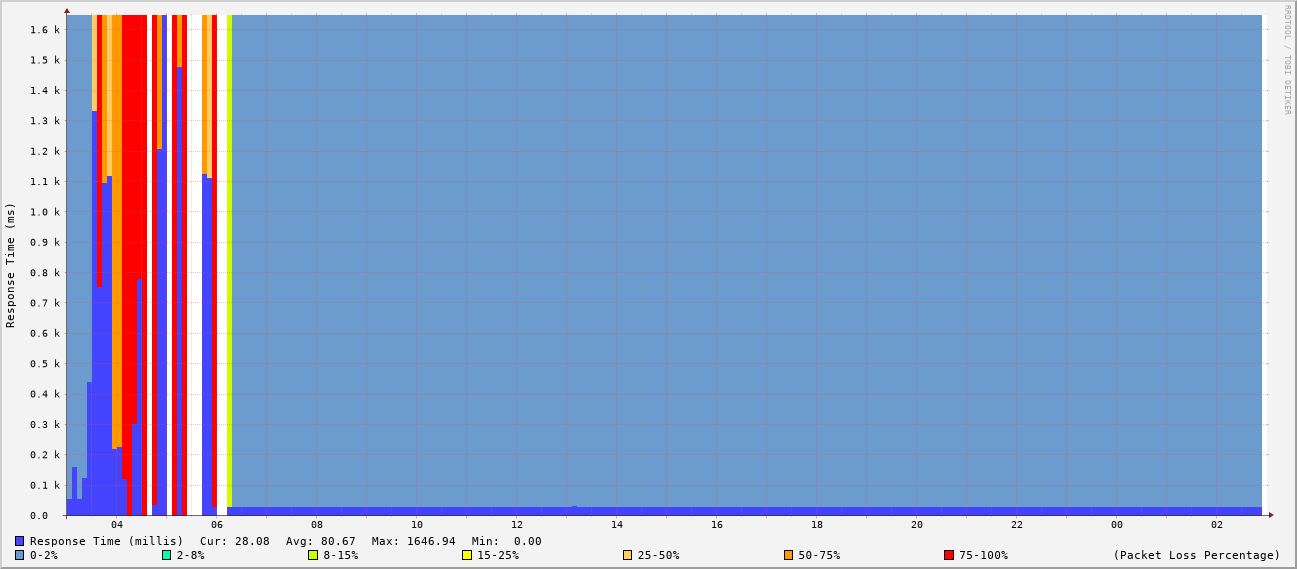 RRDTOOL / TOBI OETIKER
Response Time (ms)
1.6 k
1.5 k
1.4 k
1.3 k
1.2 k
1.1 k
1.0 k
0.9 k
0.8 k
0.7 k
0.6 k
0.5 k
0.4 k
0.3 k
0.2 k
0.1 k
0.0
04 06 08 10 12 14 16 18 20 22 00 02
Response Time (millis) Cur: 28.08 Avg: 80.67 Max: 1646.94 Min: 0.00
0-2% 2-8% 8-15% 15-25% 25-50% 50-75% 75-100% (Packet Loss Percentage)